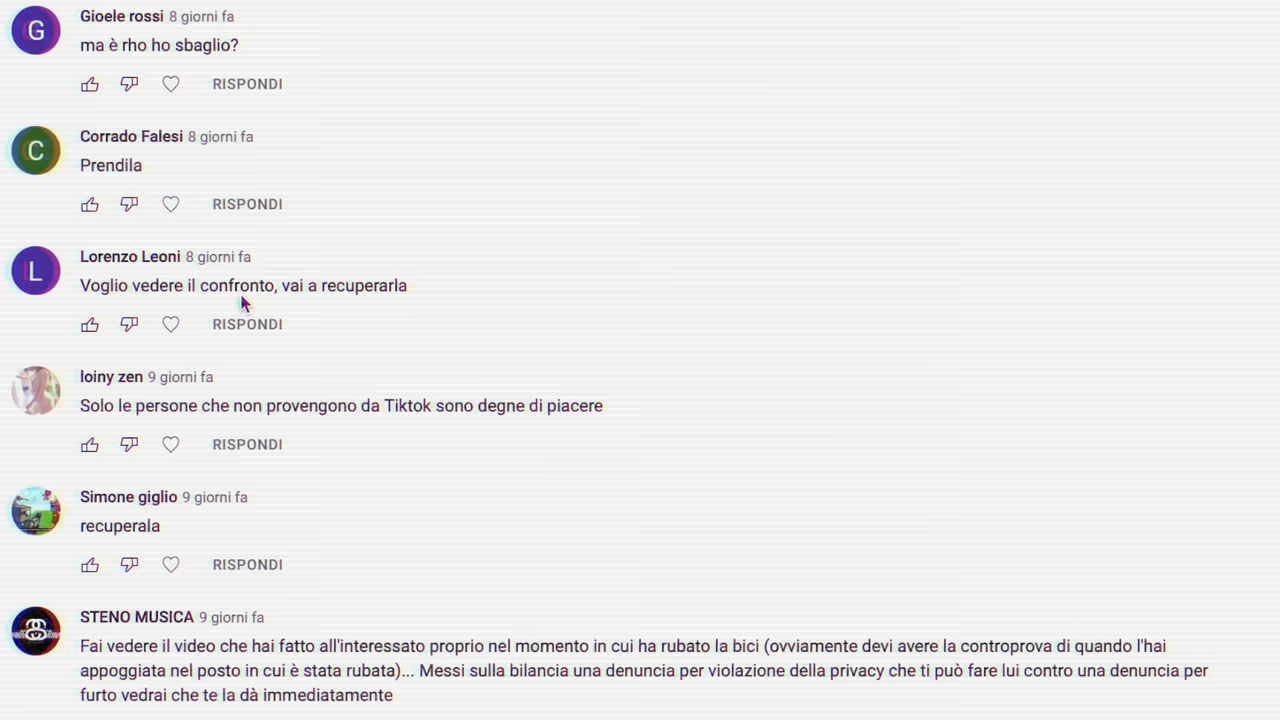 G
Gioele rossi 8 giorni fa
ma è rho ho sbaglio?
RISPONDI
C
Corrado Falesi 8 giorni fa
Prendila
RISPONDI
L
Lorenzo Leoni 8 giorni fa
Voglio vedere il confronto, vai a recuperarla
RISPONDI
loiny zen 9 giorni fa
Solo le persone che non provengono da Tiktok sono degne di piacere
RISPONDI
Simone giglio 9 giorni fa
recuperala
RISPONDI
STENO MUSICA 9 giorni fa
Fai vedere il video che hai fatto all'interessato proprio nel momento in cui ha rubato la bici (ovviamente devi avere la controprova di quando l'hai
appoggiata nel posto in cui è stata rubata)... Messi sulla bilancia una denuncia per violazione della privacy che ti può fare lui contro una denuncia per
furto vedrai che te la dà immediatamente